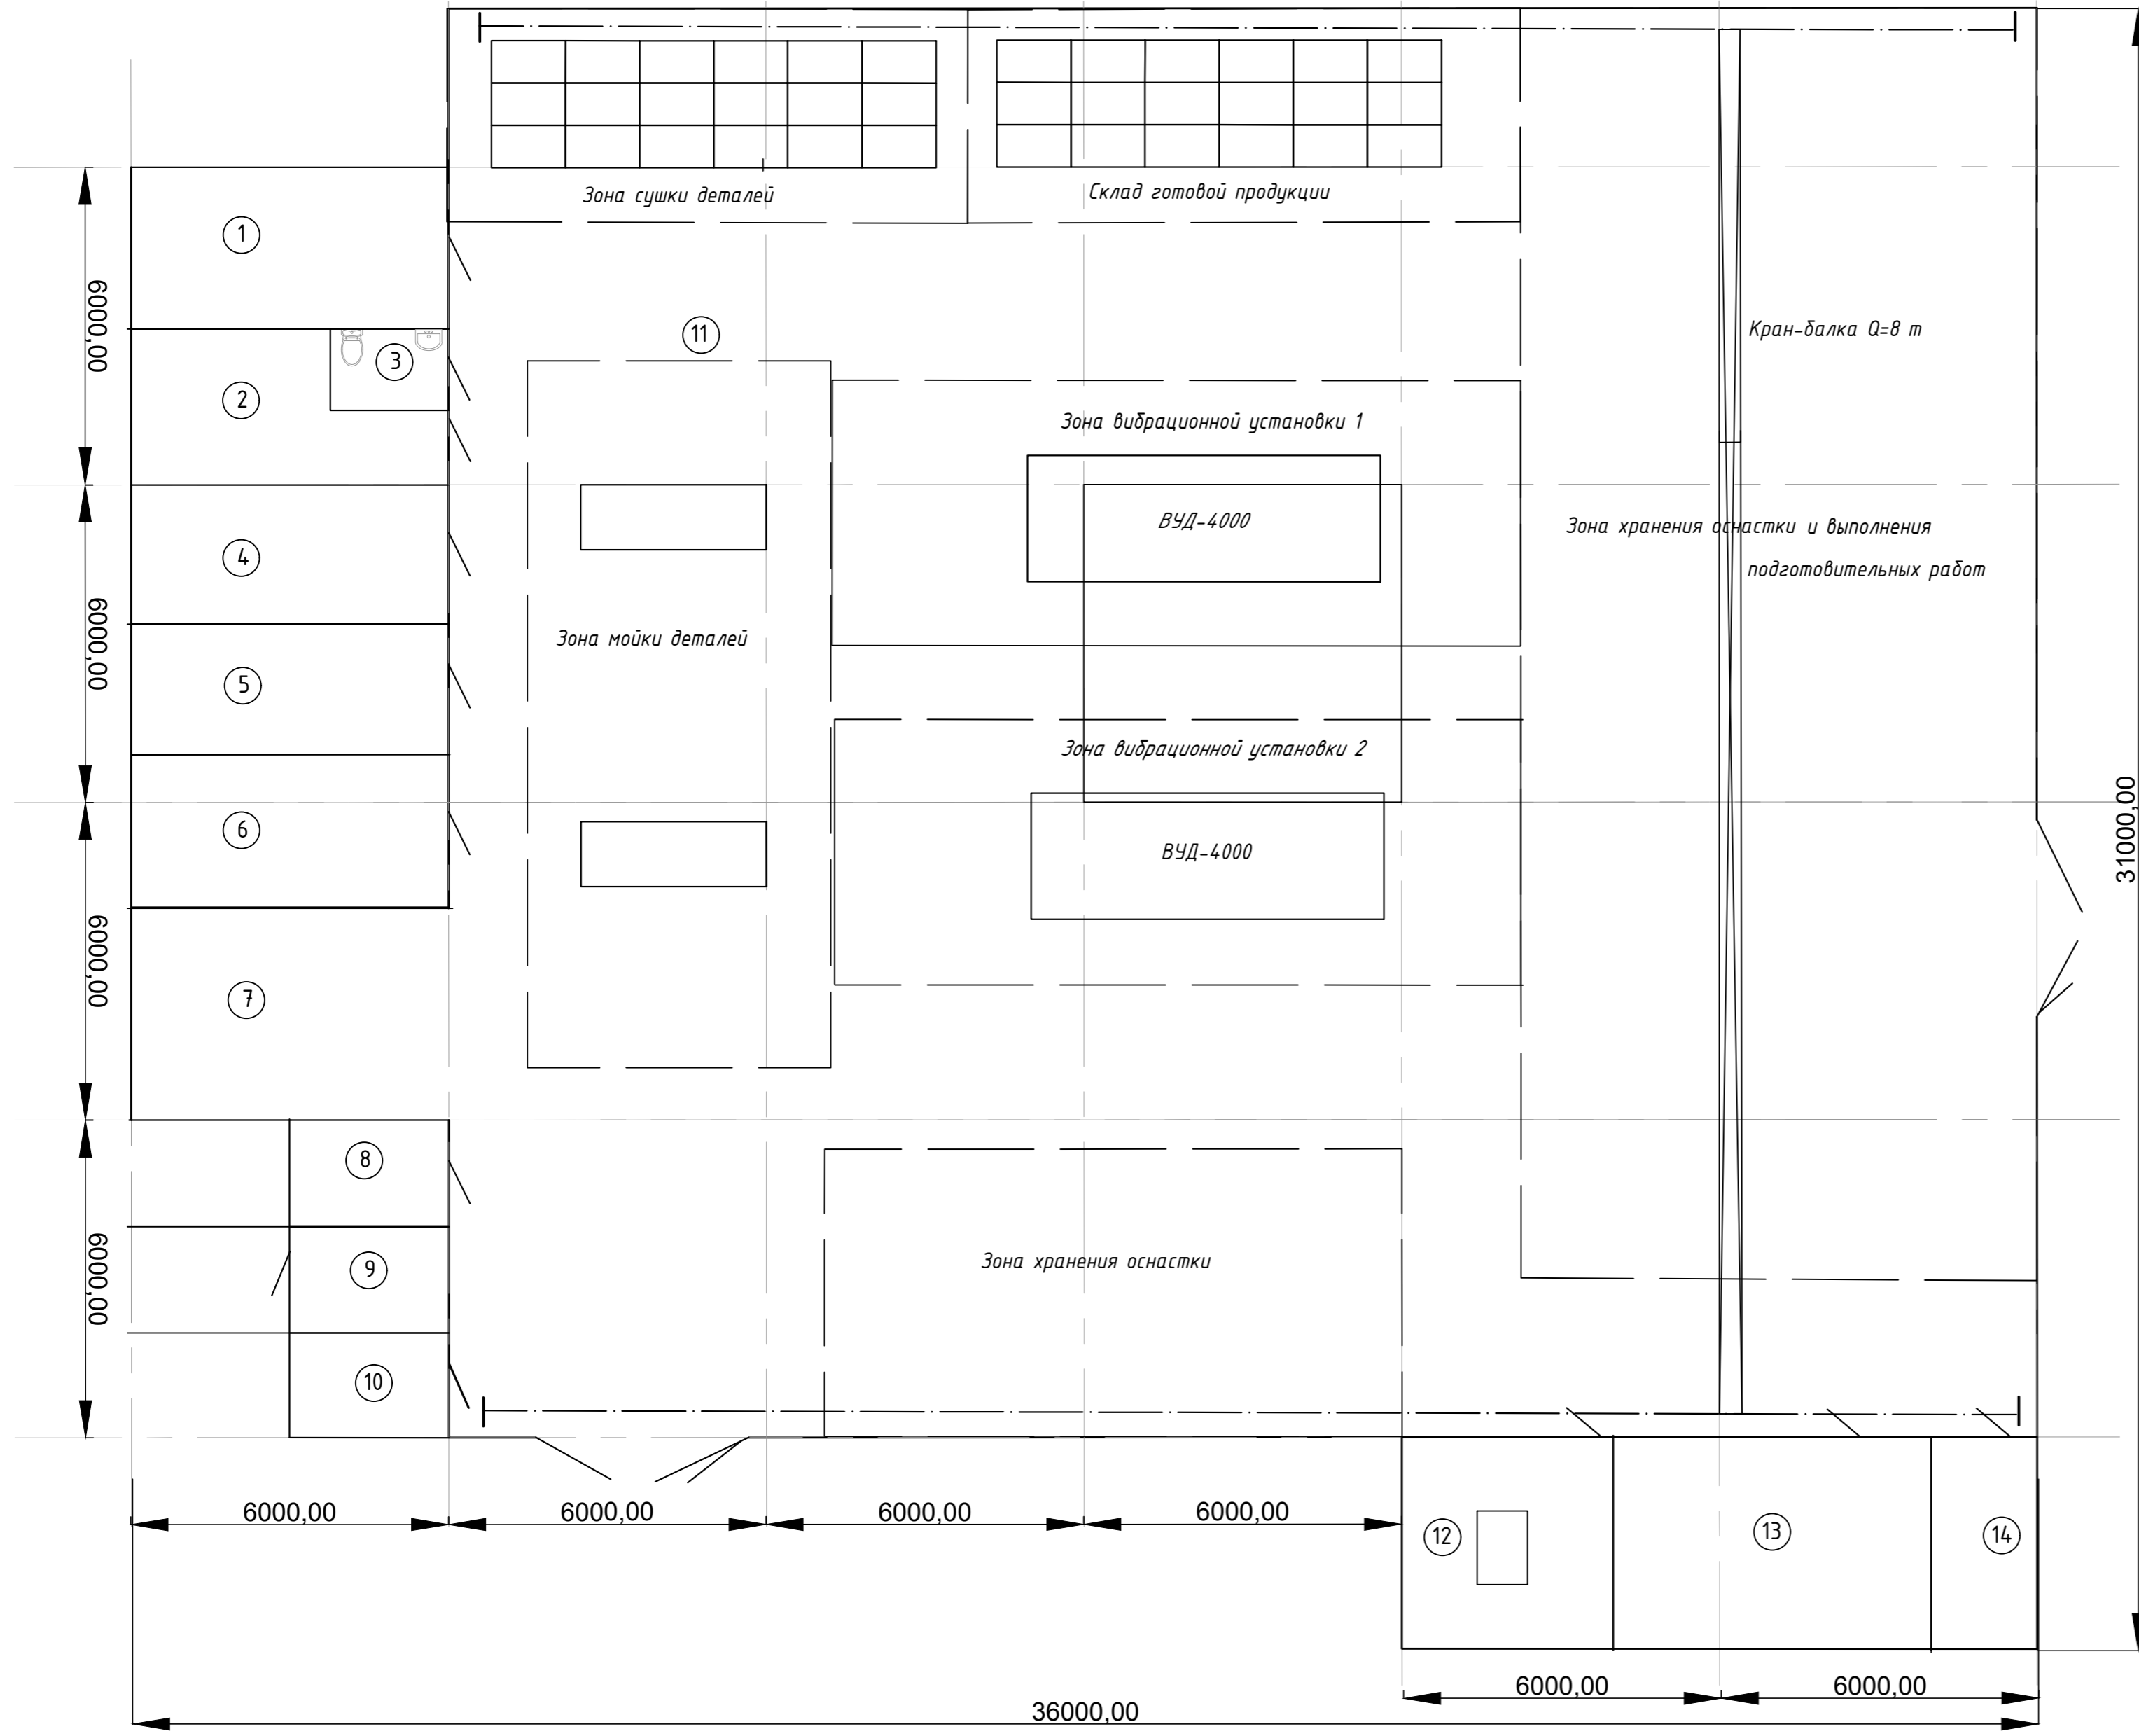 Зона сушки деталей
Склад готовой продукции
1
6000,00
11
3
Кран-балка Q=8 т
2
Зона вибрационной установки 1
ВУД-4000
Зона хранения оснастки и выполнения
подготовительных работ
4
6000,00
Зона мойки деталей
5
Зона вибрационной установки 2
6
ВУД-4000
31000,00
6000,00
7
8
9
Зона хранения оснастки
6000,00
10
6000,00
6000,00
6000,00
6000,00
12
13
14
6000,00
6000,00
36000,00